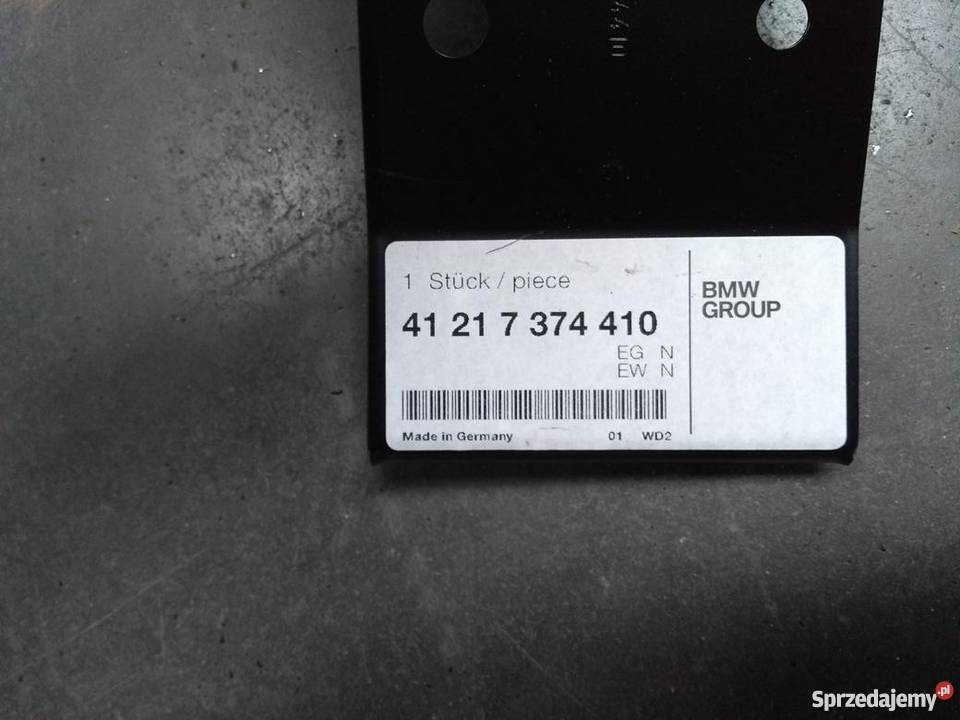 1 Stück / piece
41 21 7 374 410
EG N
EW N
Made in Germany 01 WD2
BMW
GROUP
Sprzedajemy.pl